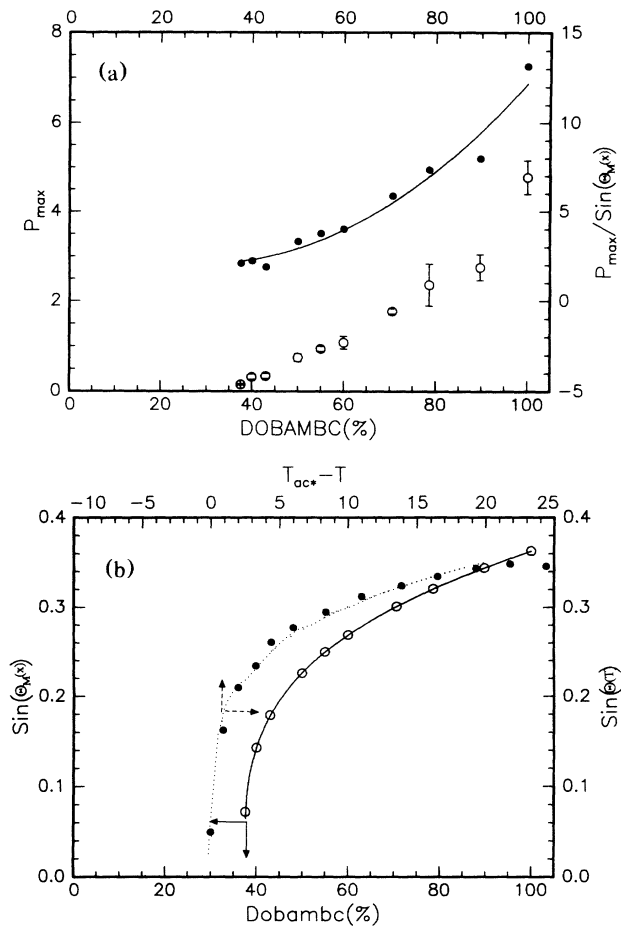 0 20 40 60 80 100
8 15
(a)
6 10
P_max 4 5 P_max/Sin(Θ_M(x))
2 0
0 -5
0 20 40 60 80 100
DOBAMBC(%)
T_ac*-T
-10 -5 0 5 10 15 20 25
0.4 0.4
(b)
0.3 0.3
Sin(Θ_M(x)) 0.2 0.2 Sin(Θ(T)
0.1 0.1
0.0 0.0
0 20 40 60 80 100
Dobambc(%)